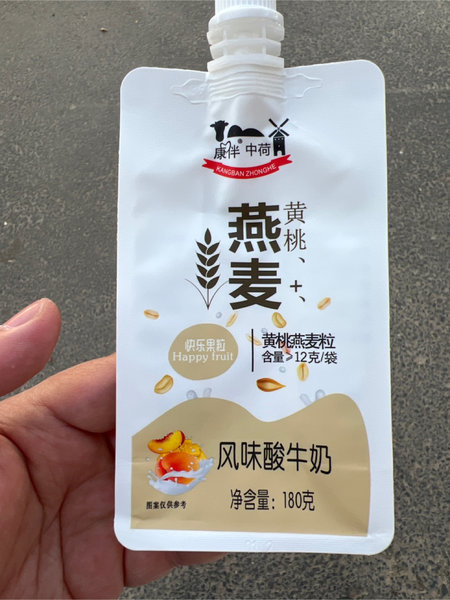 康伴® 中荷
KANGBAN ZHONGHE
黄桃、+、
燕麦
快乐果粒
Happy fruit
黄桃燕麦粒
含量≥12克/袋
风味酸牛奶
净含量：180克
图案仅供参考